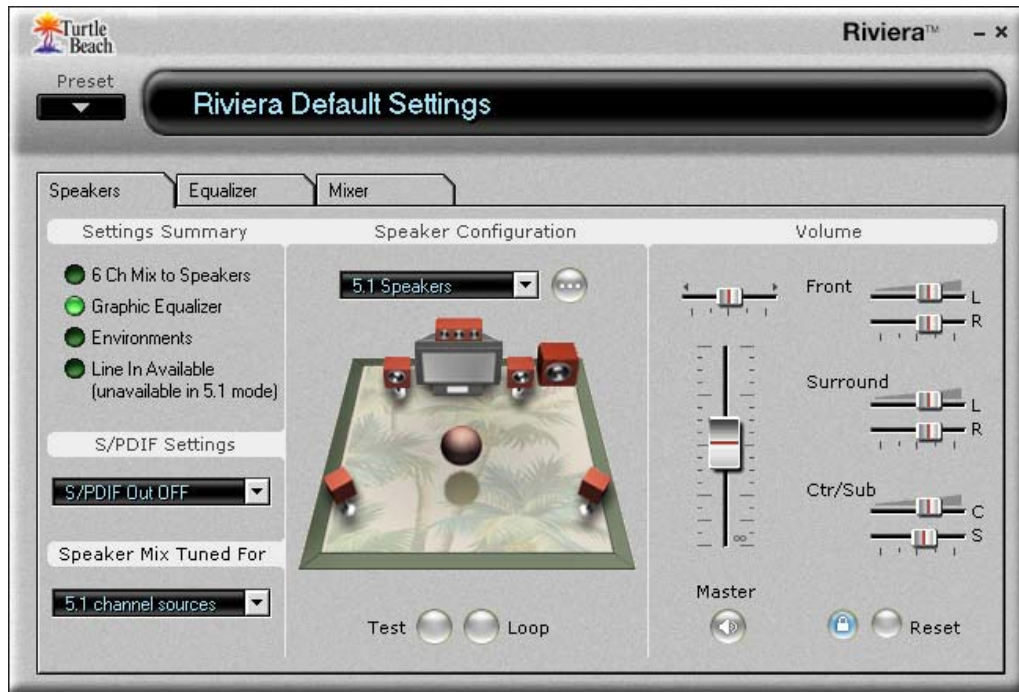 Turtle
Beach
Riviera™
Preset
Riviera Default Settings
Speakers
Equalizer
Mixer
Settings Summary
6 Ch Mix to Speakers
Graphic Equalizer
Environments
Line In Available
(unavailable in 5.1 mode)
S/PDIF Settings
S/PDIF Out OFF
Speaker Mix Tuned For
5.1 channel sources
Speaker Configuration
5.1 Speakers
Test
Loop
Volume
Front
L
R
Surround
L
R
Ctr/Sub
C
S
∞
Master
Reset